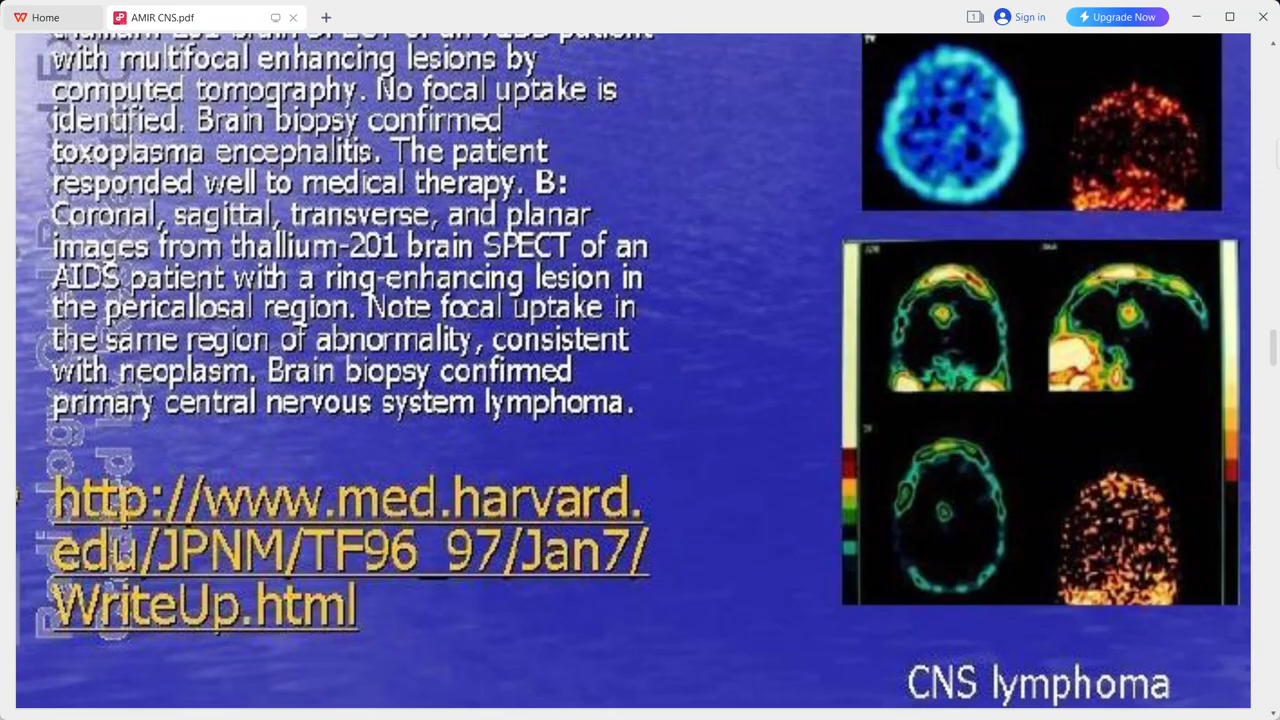 Home
AMIR CNS.pdf
1
Sign in
Upgrade Now
with multifocal enhancing lesions by
computed tomography. No focal uptake is
identified. Brain biopsy confirmed
toxoplasma encephalitis. The patient
responded well to medical therapy. B:
Coronal, sagittal, transverse, and planar
images from thallium-201 brain SPECT of an
AIDS patient with a ring-enhancing lesion in
the pericallosal region. Note focal uptake in
the same region of abnormality, consistent
with neoplasm. Brain biopsy confirmed
primary central nervous system lymphoma.
http://www.med.harvard.
edu/JPNM/TF96_97/Jan7/
WriteUp.html
CNS lymphoma